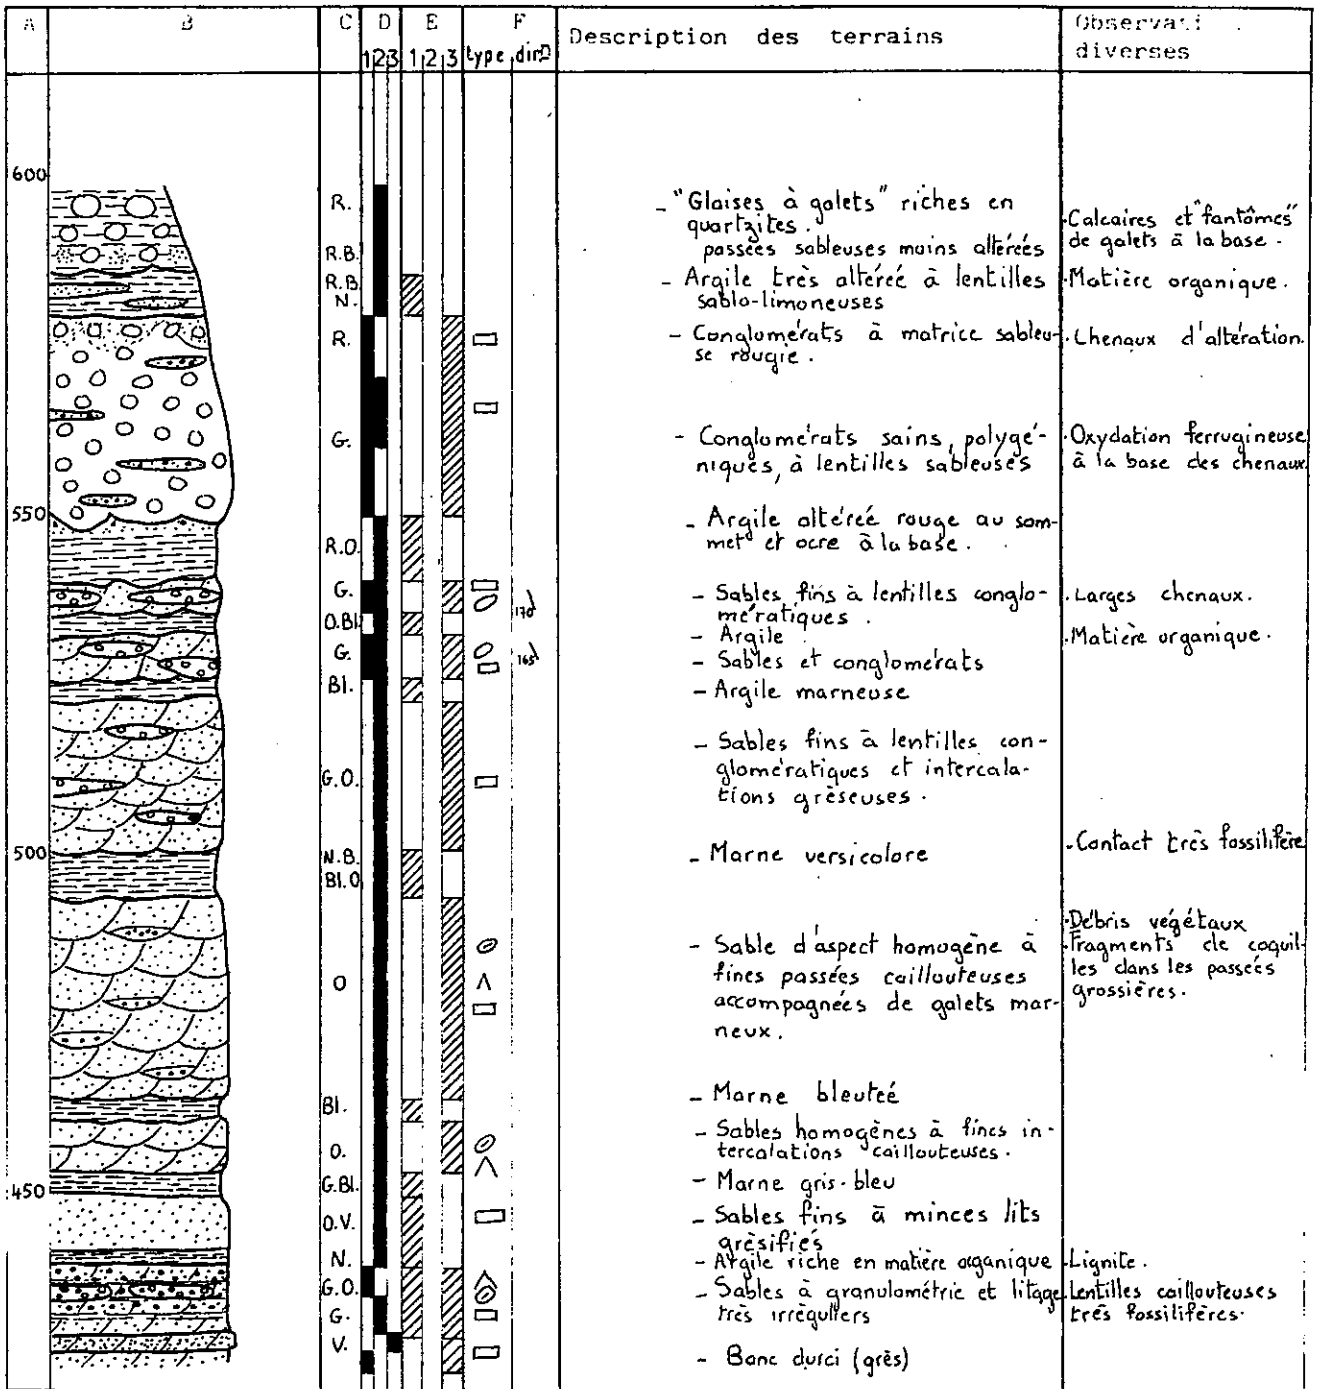 A B C D E F Description des terrains Observati
diverses
1 2 3 1 2 3 type dirᵒ
600
R.
- "Glaises à galets" riches en
quartzites.
passées sableuses moins altérées
R.B.
.Calcaires et "fantômes"
de galets à la base.
R.B.
N.
- Argile très altérée à lentilles
sablo-limoneuses
.Matière organique.
R.
- Conglomérats à matrice sableu-
se rougie.
.Chenaux d'altération.
G.
- Conglomérats sains, polygé-
niques, à lentilles sableuses
.Oxydation ferrugineuse
à la base des chenaux
550
R.O.
- Argile altérée rouge au som-
met et ocre à la base.
G.
170
- Sables fins à lentilles conglo-
mératiques.
.Larges chenaux.
O.Bl.
- Argile
.Matière organique.
G.
165
- Sables et conglomérats
Bl.
- Argile marneuse
G.O.
- Sables fins à lentilles con-
glomératiques et intercala-
tions gréseuses.
500
N.B.
Bl.O.
- Marne versicolore
.Contact très fossilifère
O
- Sable d'aspect homogène à
fines passées caillouteuses
accompagnées de galets mar-
neux.
.Débris végétaux
.Fragments de coquil-
les dans les passées
grossières.
Bl.
- Marne bleutée
O.
- Sables homogènes à fines in-
tercalations caillouteuses.
450
G.Bl.
- Marne gris-bleu
O.V.
- Sables fins à minces lits
grésifiés
N.
- Argile riche en matière organique
.Lignite.
G.O.
G.
- Sables à granulométrie et litage
très irréguliers
.Lentilles caillouteuses
très fossilifères.
V.
- Banc durci (grès)